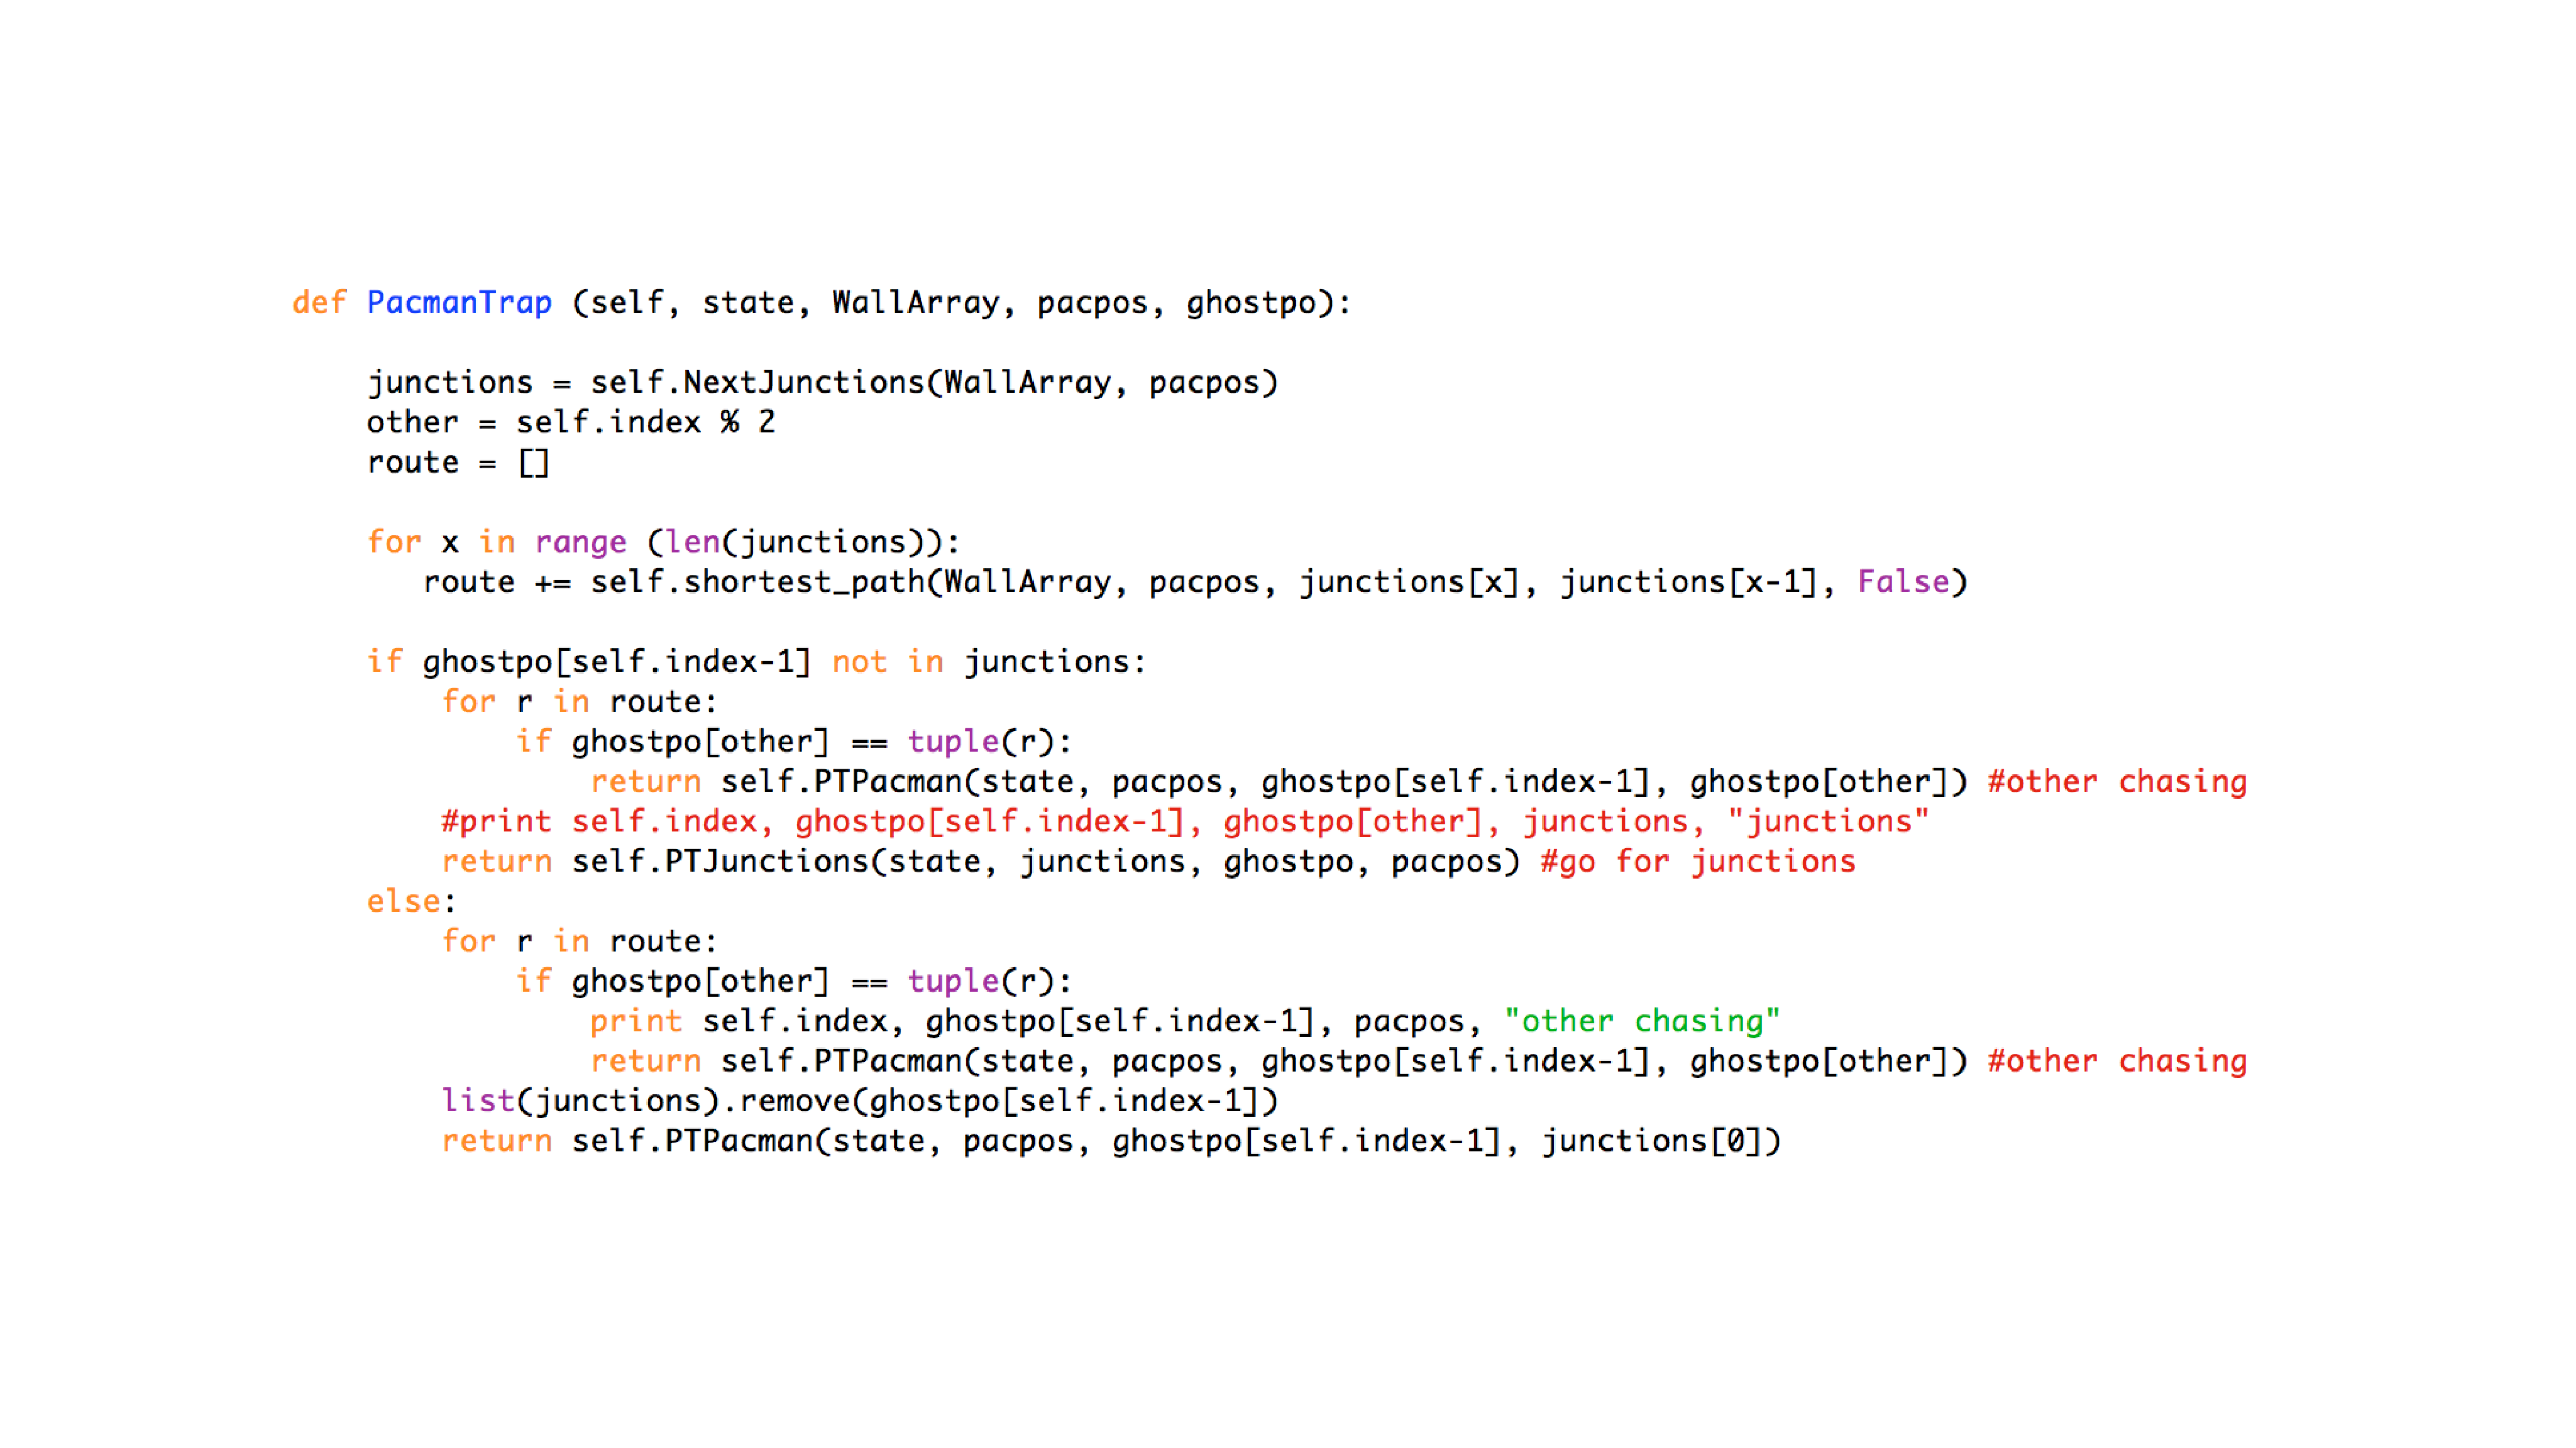 def PacmanTrap (self, state, WallArray, pacpos, ghostpo):

    junctions = self.NextJunctions(WallArray, pacpos)
    other = self.index % 2
    route = []

    for x in range (len(junctions)):
       route += self.shortest_path(WallArray, pacpos, junctions[x], junctions[x-1], False)

    if ghostpo[self.index-1] not in junctions:
        for r in route:
            if ghostpo[other] == tuple(r):
                return self.PTPacman(state, pacpos, ghostpo[self.index-1], ghostpo[other]) #other chasing
        #print self.index, ghostpo[self.index-1], ghostpo[other], junctions, "junctions"
        return self.PTJunctions(state, junctions, ghostpo, pacpos) #go for junctions
    else:
        for r in route:
            if ghostpo[other] == tuple(r):
                print self.index, ghostpo[self.index-1], pacpos, "other chasing"
                return self.PTPacman(state, pacpos, ghostpo[self.index-1], ghostpo[other]) #other chasing
        list(junctions).remove(ghostpo[self.index-1])
        return self.PTPacman(state, pacpos, ghostpo[self.index-1], junctions[0])